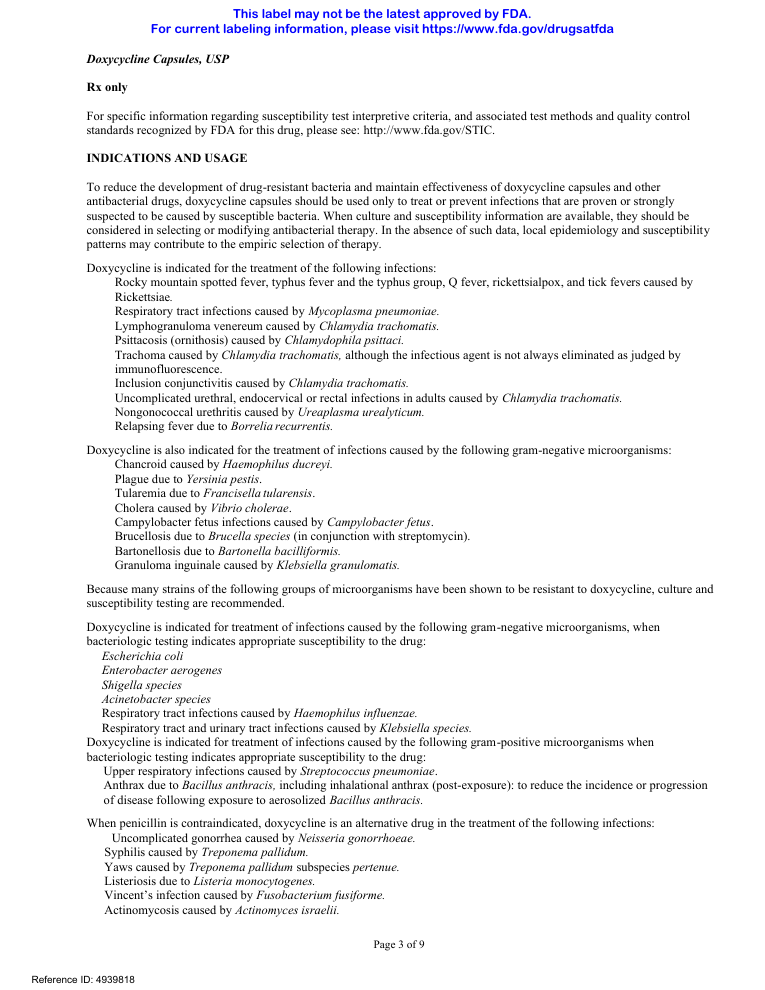 This label may not be the latest approved by FDA.
For current labeling information, please visit https://www.fda.gov/drugsatfda
Doxycycline Capsules, USP
Rx only
For specific information regarding susceptibility test interpretive criteria, and associated test methods and quality control
standards recognized by FDA for this drug, please see: http://www.fda.gov/STIC.
INDICATIONS AND USAGE
To reduce the development of drug-resistant bacteria and maintain effectiveness of doxycycline capsules and other
antibacterial drugs, doxycycline capsules should be used only to treat or prevent infections that are proven or strongly
suspected to be caused by susceptible bacteria. When culture and susceptibility information are available, they should be
considered in selecting or modifying antibacterial therapy. In the absence of such data, local epidemiology and susceptibility
patterns may contribute to the empiric selection of therapy.
Doxycycline is indicated for the treatment of the following infections:
Rocky mountain spotted fever, typhus fever and the typhus group, Q fever, rickettsialpox, and tick fevers caused by
Rickettsiae.
Respiratory tract infections caused by Mycoplasma pneumoniae.
Lymphogranuloma venereum caused by Chlamydia trachomatis.
Psittacosis (ornithosis) caused by Chlamydophila psittaci.
Trachoma caused by Chlamydia trachomatis, although the infectious agent is not always eliminated as judged by
immunofluorescence.
Inclusion conjunctivitis caused by Chlamydia trachomatis.
Uncomplicated urethral, endocervical or rectal infections in adults caused by Chlamydia trachomatis.
Nongonococcal urethritis caused by Ureaplasma urealyticum.
Relapsing fever due to Borrelia recurrentis.
Doxycycline is also indicated for the treatment of infections caused by the following gram-negative microorganisms:
Chancroid caused by Haemophilus ducreyi.
Plague due to Yersinia pestis.
Tularemia due to Francisella tularensis.
Cholera caused by Vibrio cholerae.
Campylobacter fetus infections caused by Campylobacter fetus.
Brucellosis due to Brucella species (in conjunction with streptomycin).
Bartonellosis due to Bartonella bacilliformis.
Granuloma inguinale caused by Klebsiella granulomatis.
Because many strains of the following groups of microorganisms have been shown to be resistant to doxycycline, culture and
susceptibility testing are recommended.
Doxycycline is indicated for treatment of infections caused by the following gram-negative microorganisms, when
bacteriologic testing indicates appropriate susceptibility to the drug:
Escherichia coli
Enterobacter aerogenes
Shigella species
Acinetobacter species
Respiratory tract infections caused by Haemophilus influenzae.
Respiratory tract and urinary tract infections caused by Klebsiella species.
Doxycycline is indicated for treatment of infections caused by the following gram-positive microorganisms when
bacteriologic testing indicates appropriate susceptibility to the drug:
Upper respiratory infections caused by Streptococcus pneumoniae.
Anthrax due to Bacillus anthracis, including inhalational anthrax (post-exposure): to reduce the incidence or progression
of disease following exposure to aerosolized Bacillus anthracis.
When penicillin is contraindicated, doxycycline is an alternative drug in the treatment of the following infections:
Uncomplicated gonorrhea caused by Neisseria gonorrhoeae.
Syphilis caused by Treponema pallidum.
Yaws caused by Treponema pallidum subspecies pertenue.
Listeriosis due to Listeria monocytogenes.
Vincent’s infection caused by Fusobacterium fusiforme.
Actinomycosis caused by Actinomyces israelii.
Page 3 of 9
Reference ID: 4939818